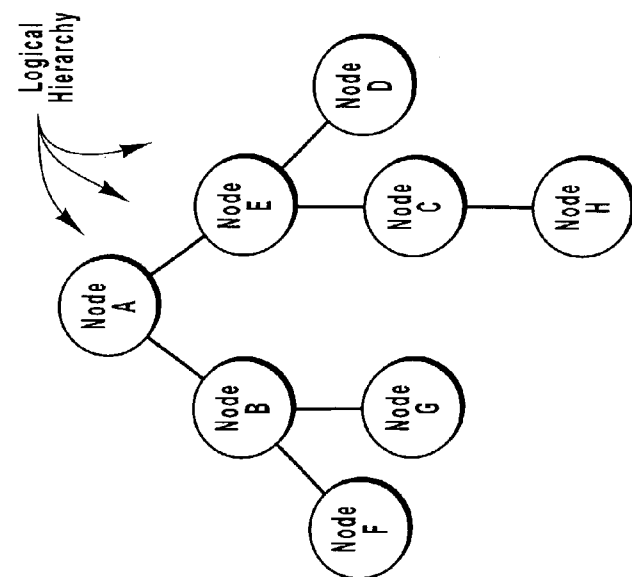 Logical
Hierarchy
Node
A
Node
B
Node
E
Node
F
Node
G
Node
C
Node
D
Node
H